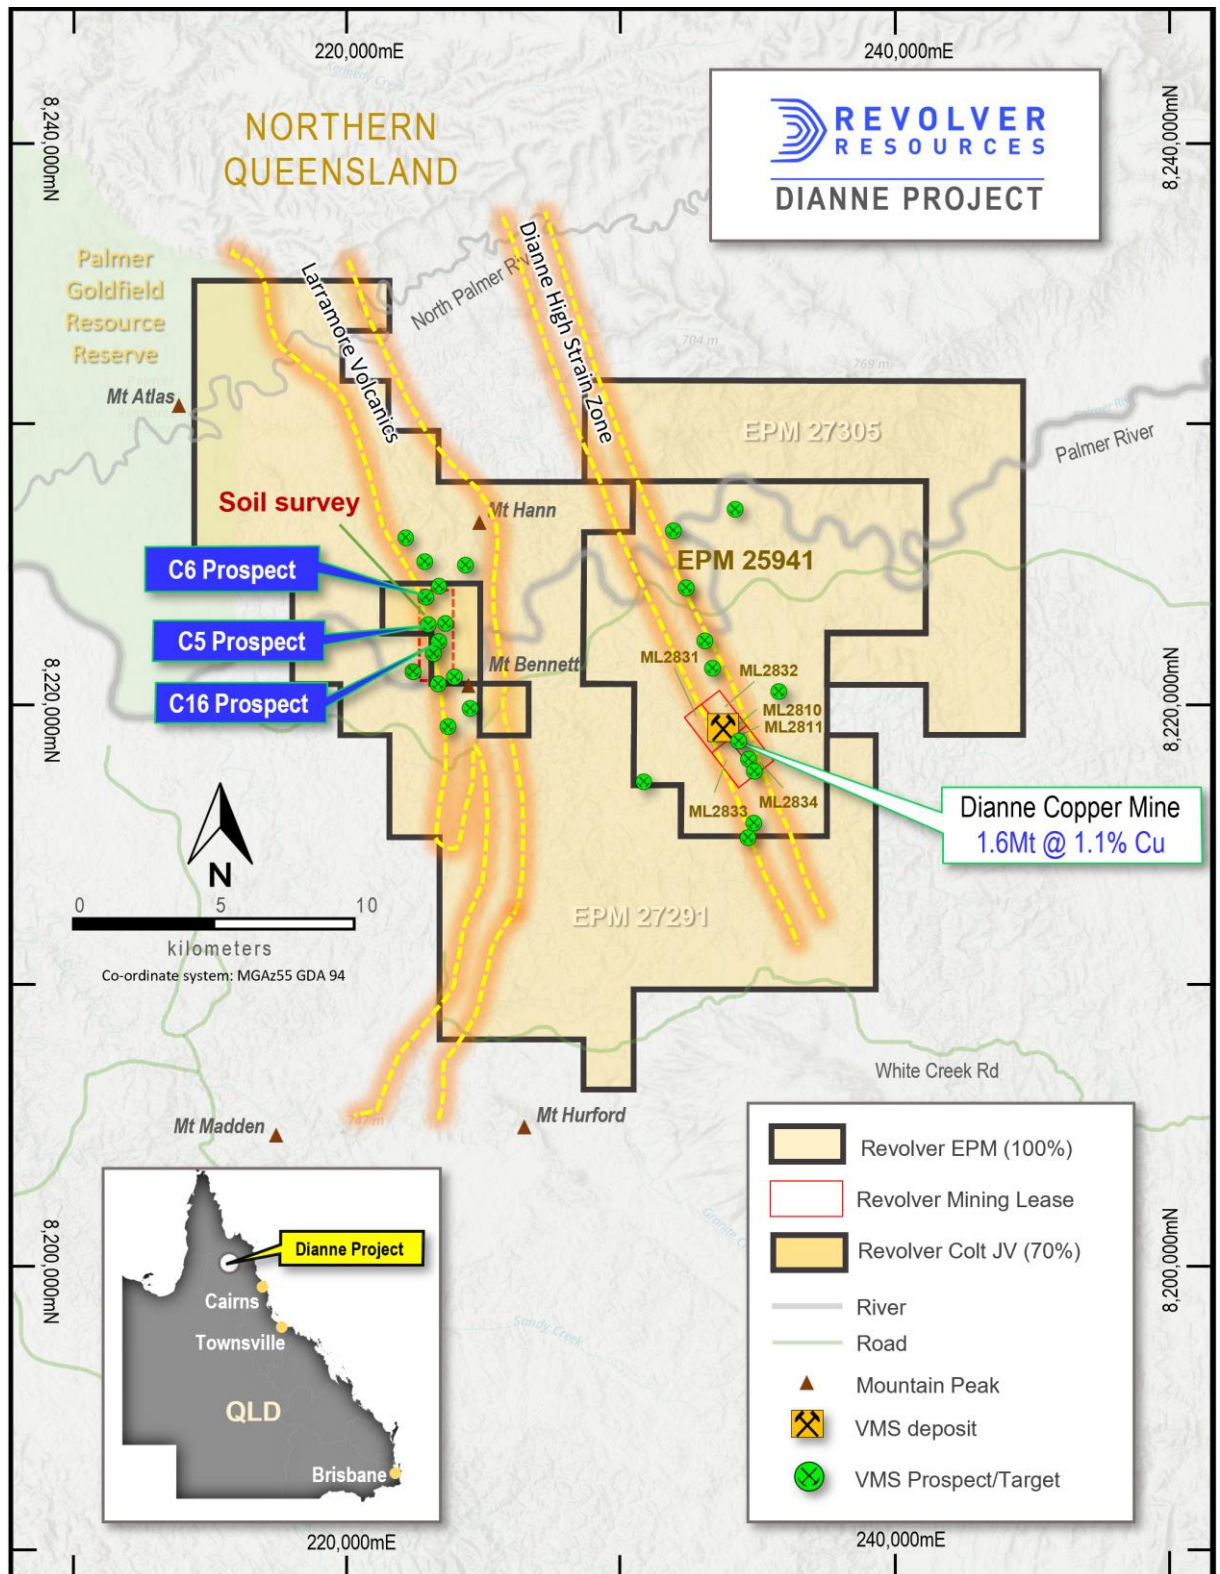 220,000mE
240,000mE
8,240,000mN
8,240,000mN
NORTHERN
QUEENSLAND
REVOLVER
RESOURCES
DIANNE PROJECT
Palmer
Goldfield
Resource
Reserve
Larramore Volcanics
North Palmer Riv
Dianne High Strain Zone
704 m
769 m
Mt Atlas
EPM 27305
Palmer River
Soil survey
Mt Hann
EPM 25941
C6 Prospect
C5 Prospect
C16 Prospect
Mt Bennett
ML2831
ML2832
ML2810
ML2811
ML2833
ML2834
8,220,000mN
8,220,000mN
Dianne Copper Mine
1.6Mt @ 1.1% Cu
N
0 5 10
kilometers
Co-ordinate system: MGAz55 GDA 94
EPM 27291
White Creek Rd
Mt Madden
Mt Hurford
8,200,000mN
8,200,000mN
Sandy Creek
Dianne Project
Cairns
Townsville
QLD
Brisbane
Revolver EPM (100%)
Revolver Mining Lease
Revolver Colt JV (70%)
River
Road
Mountain Peak
VMS deposit
VMS Prospect/Target
220,000mE
240,000mE